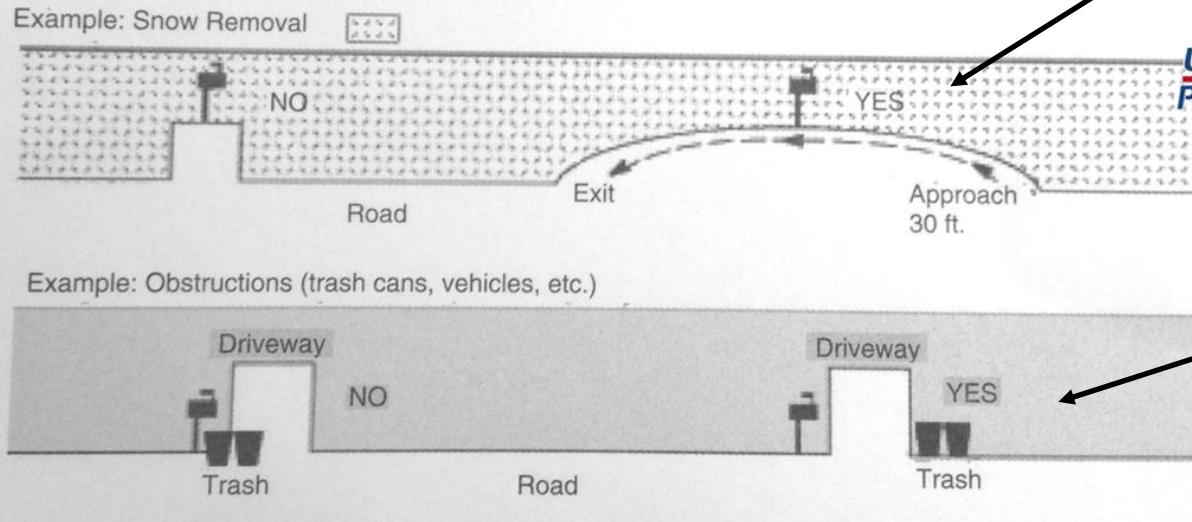 Example: Snow Removal
NO
YES
Exit
Approach
30 ft.
Road
Example: Obstructions (trash cans, vehicles, etc.)
Driveway
Driveway
NO
YES
Trash
Road
Trash